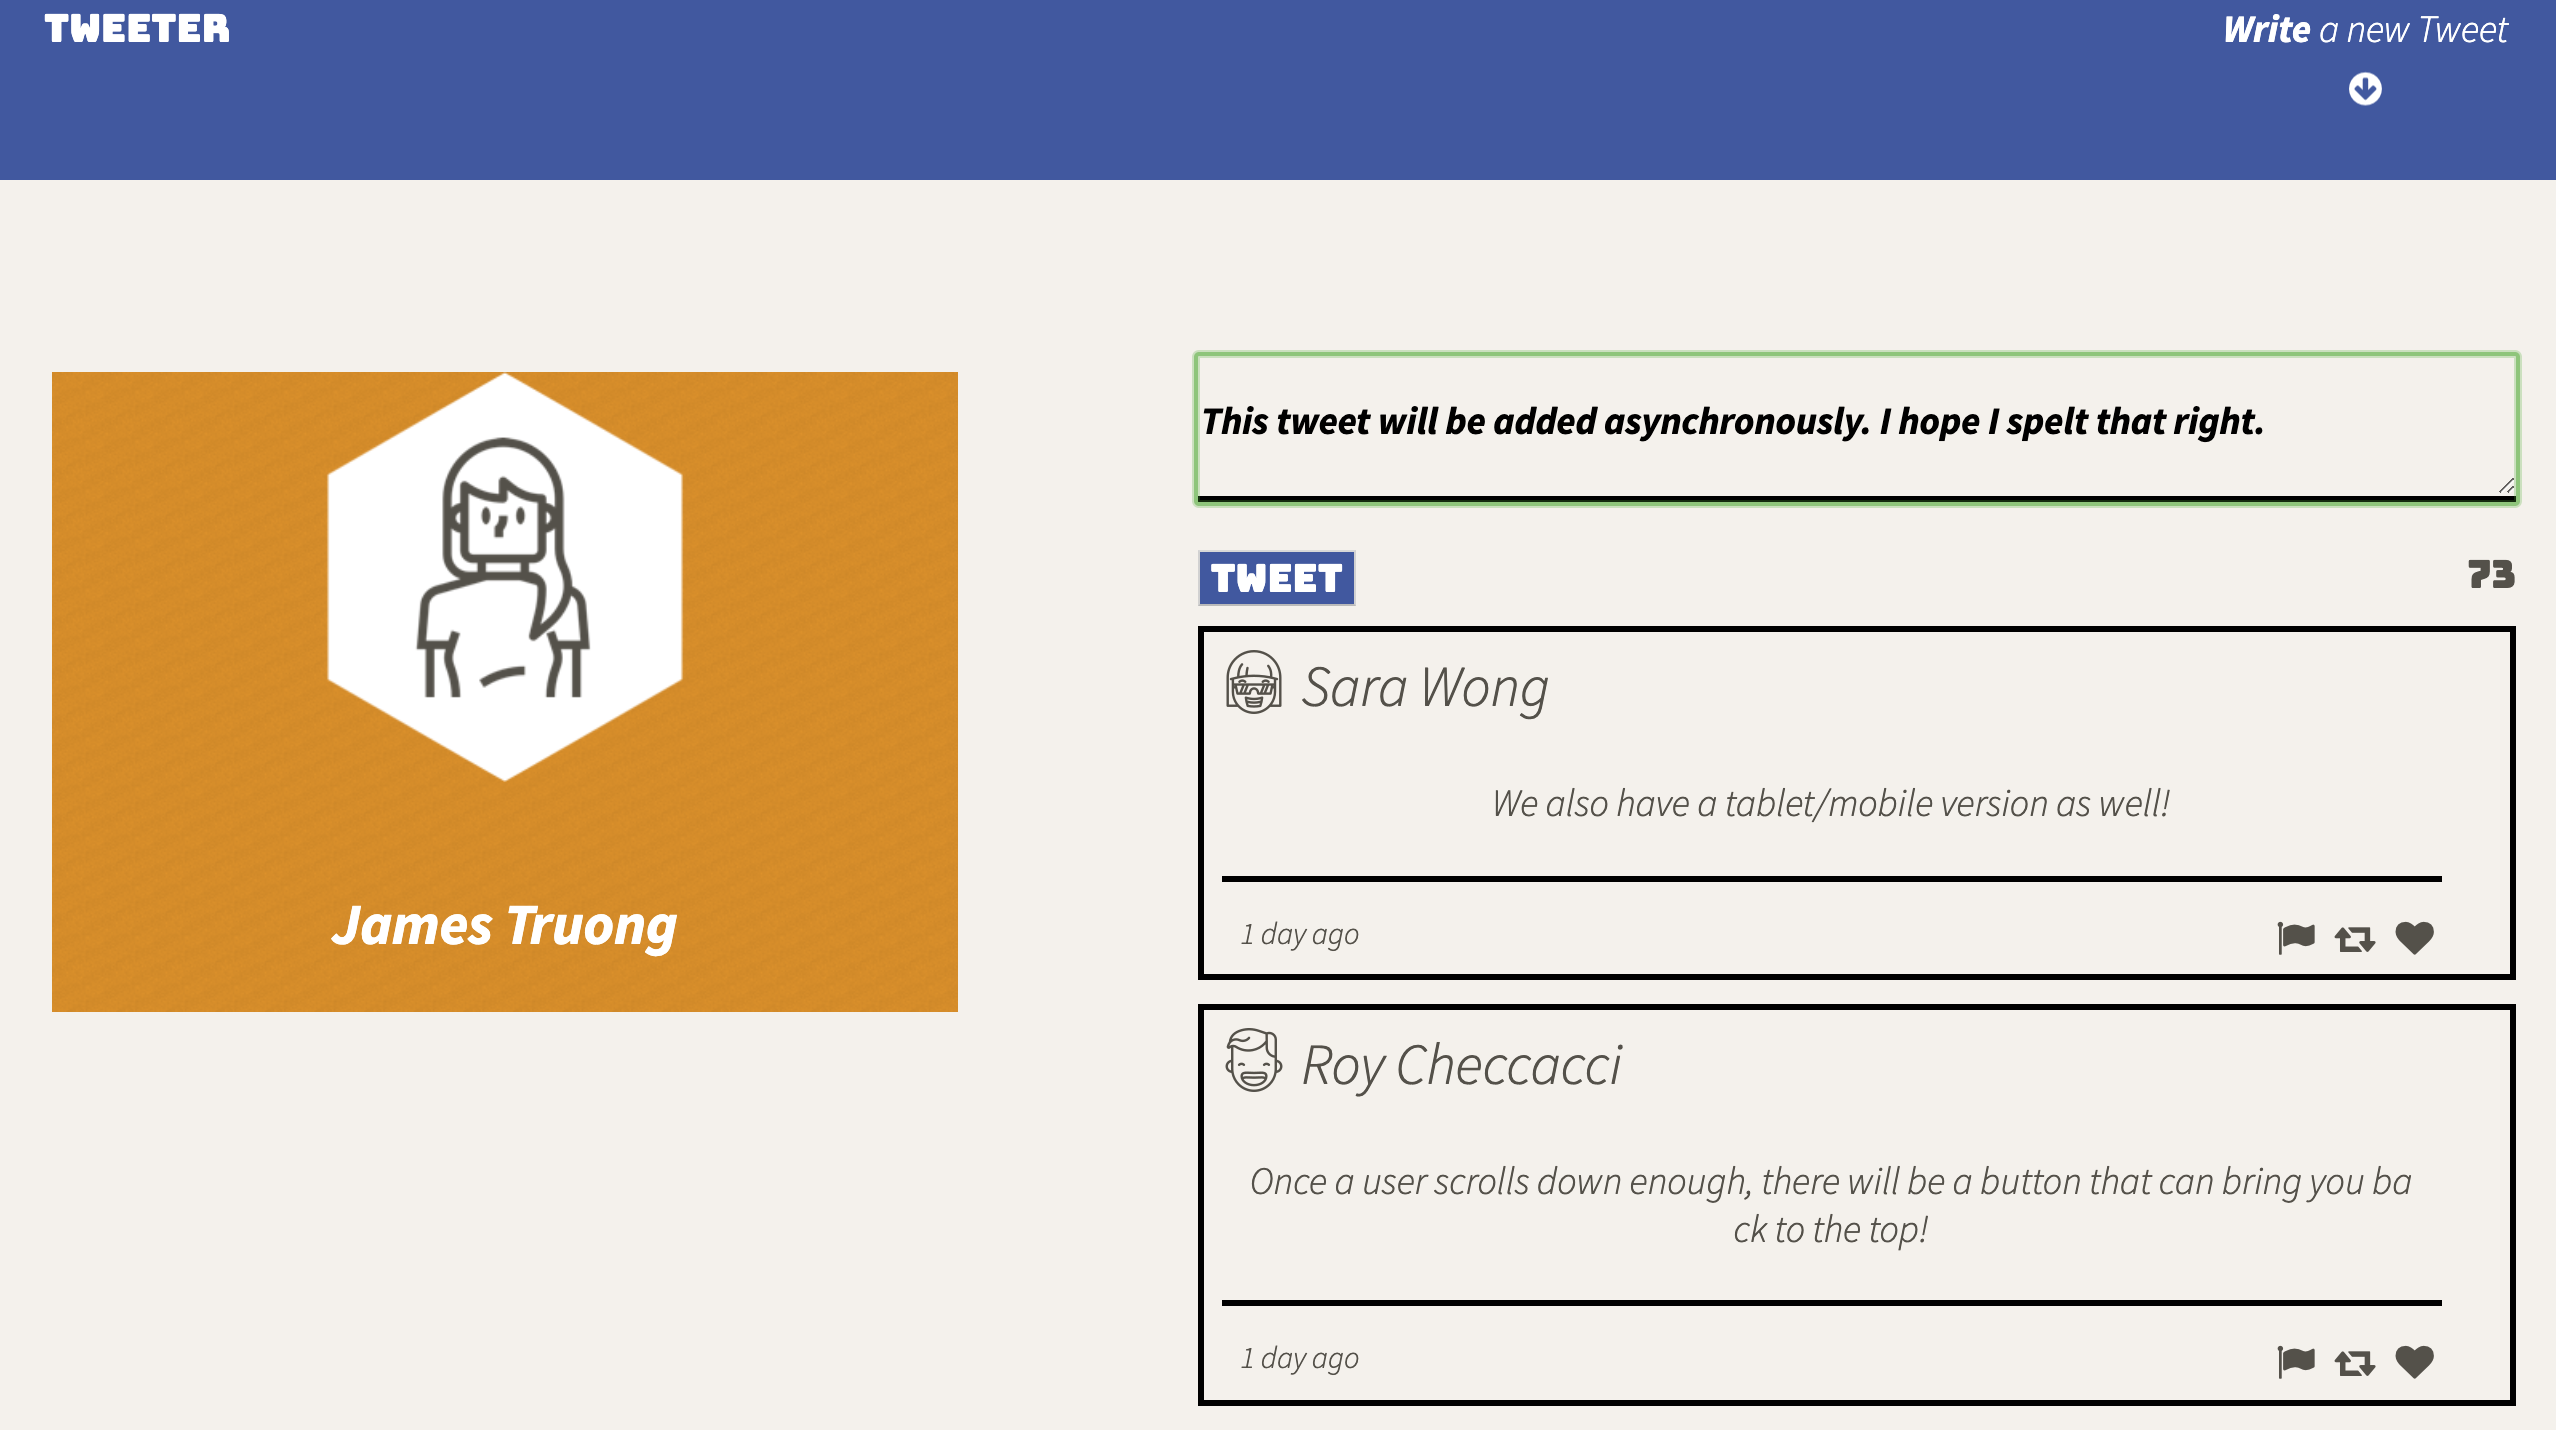 TWEETER
Write a new Tweet
James Truong
This tweet will be added asynchronously. I hope I spelt that right.
TWEET
73
Sara Wong
We also have a tablet/mobile version as well!
1 day ago
Roy Checcacci
Once a user scrolls down enough, there will be a button that can bring you ba
ck to the top!
1 day ago